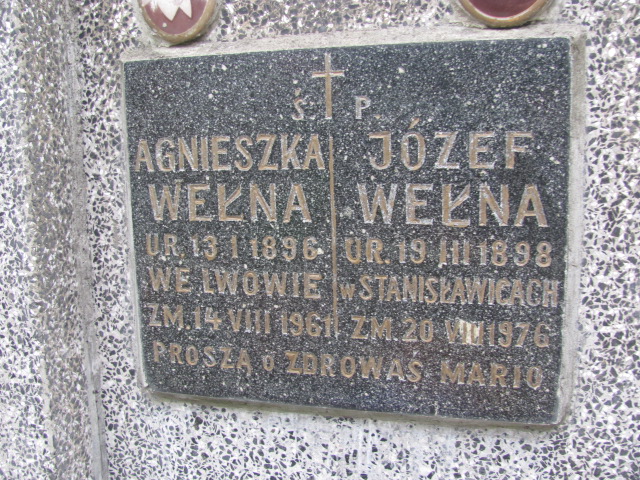 Ś P
AGNIESZKA
WEŁNA
UR. 13 I 1896
WE LWOWIE
ZM. 14 VIII 1961
JÓZEF
WEŁNA
UR. 19 III 1898
W STANISŁAWICACH
ZM. 20 VIII 1976
PROSZĄ O ZDROWAŚ MARIO